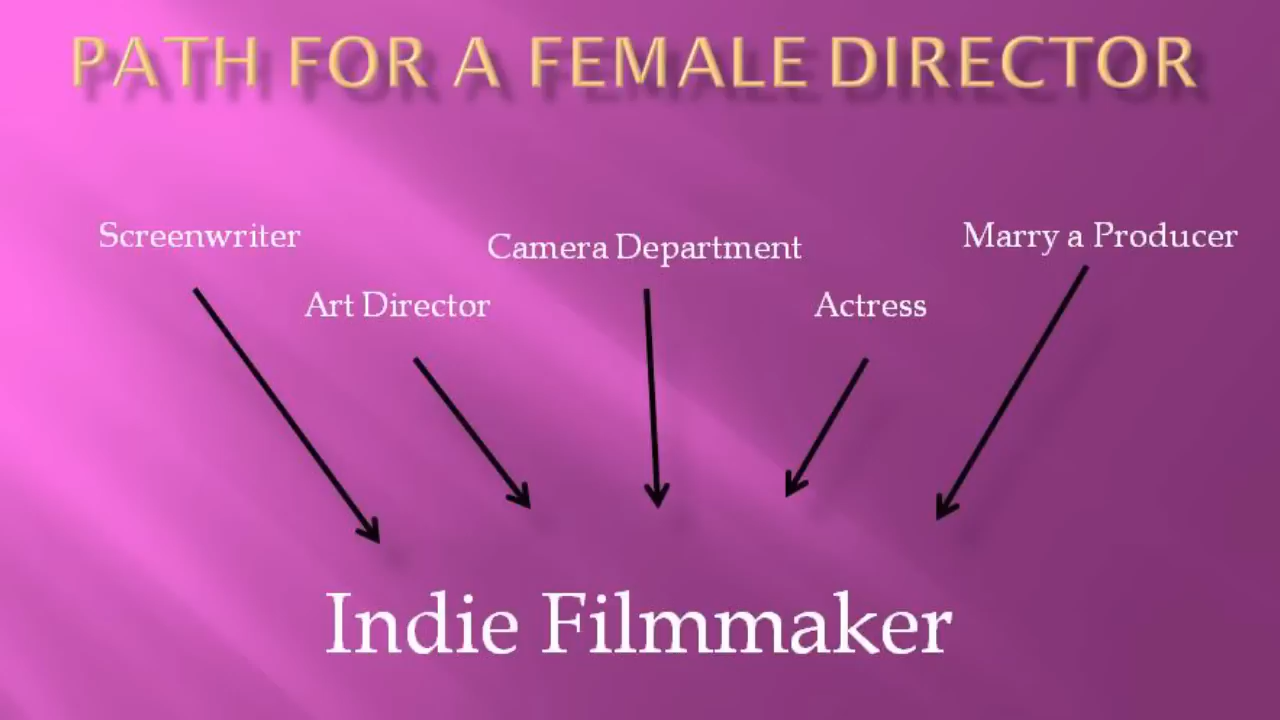 PATH FOR A FEMALE DIRECTOR
Screenwriter
Camera Department
Marry a Producer
Art Director
Actress
Indie Filmmaker